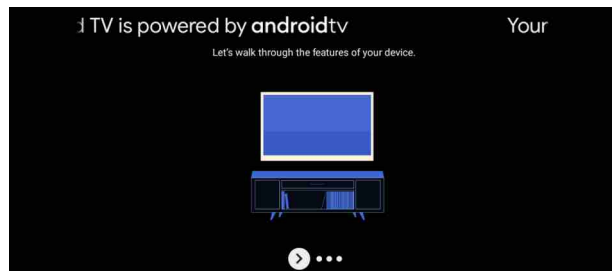 TV is powered by androidtv Your
Let's walk through the features of your device.